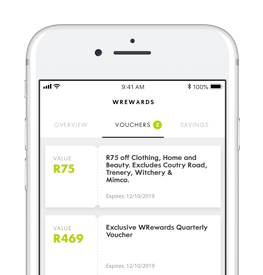 9:41 AM
100%
WREWARDS
OVERVIEW
VOUCHERS 2
SAVINGS
VALUE
R75
R75 off Clothing, Home and
Beauty. Excludes Coutry Road,
Trenery, Witchery &
Mimco.
Expires: 12/10/2019
VALUE
R469
Exclusive WRewards Quarterly
Voucher
Expires: 12/10/2019